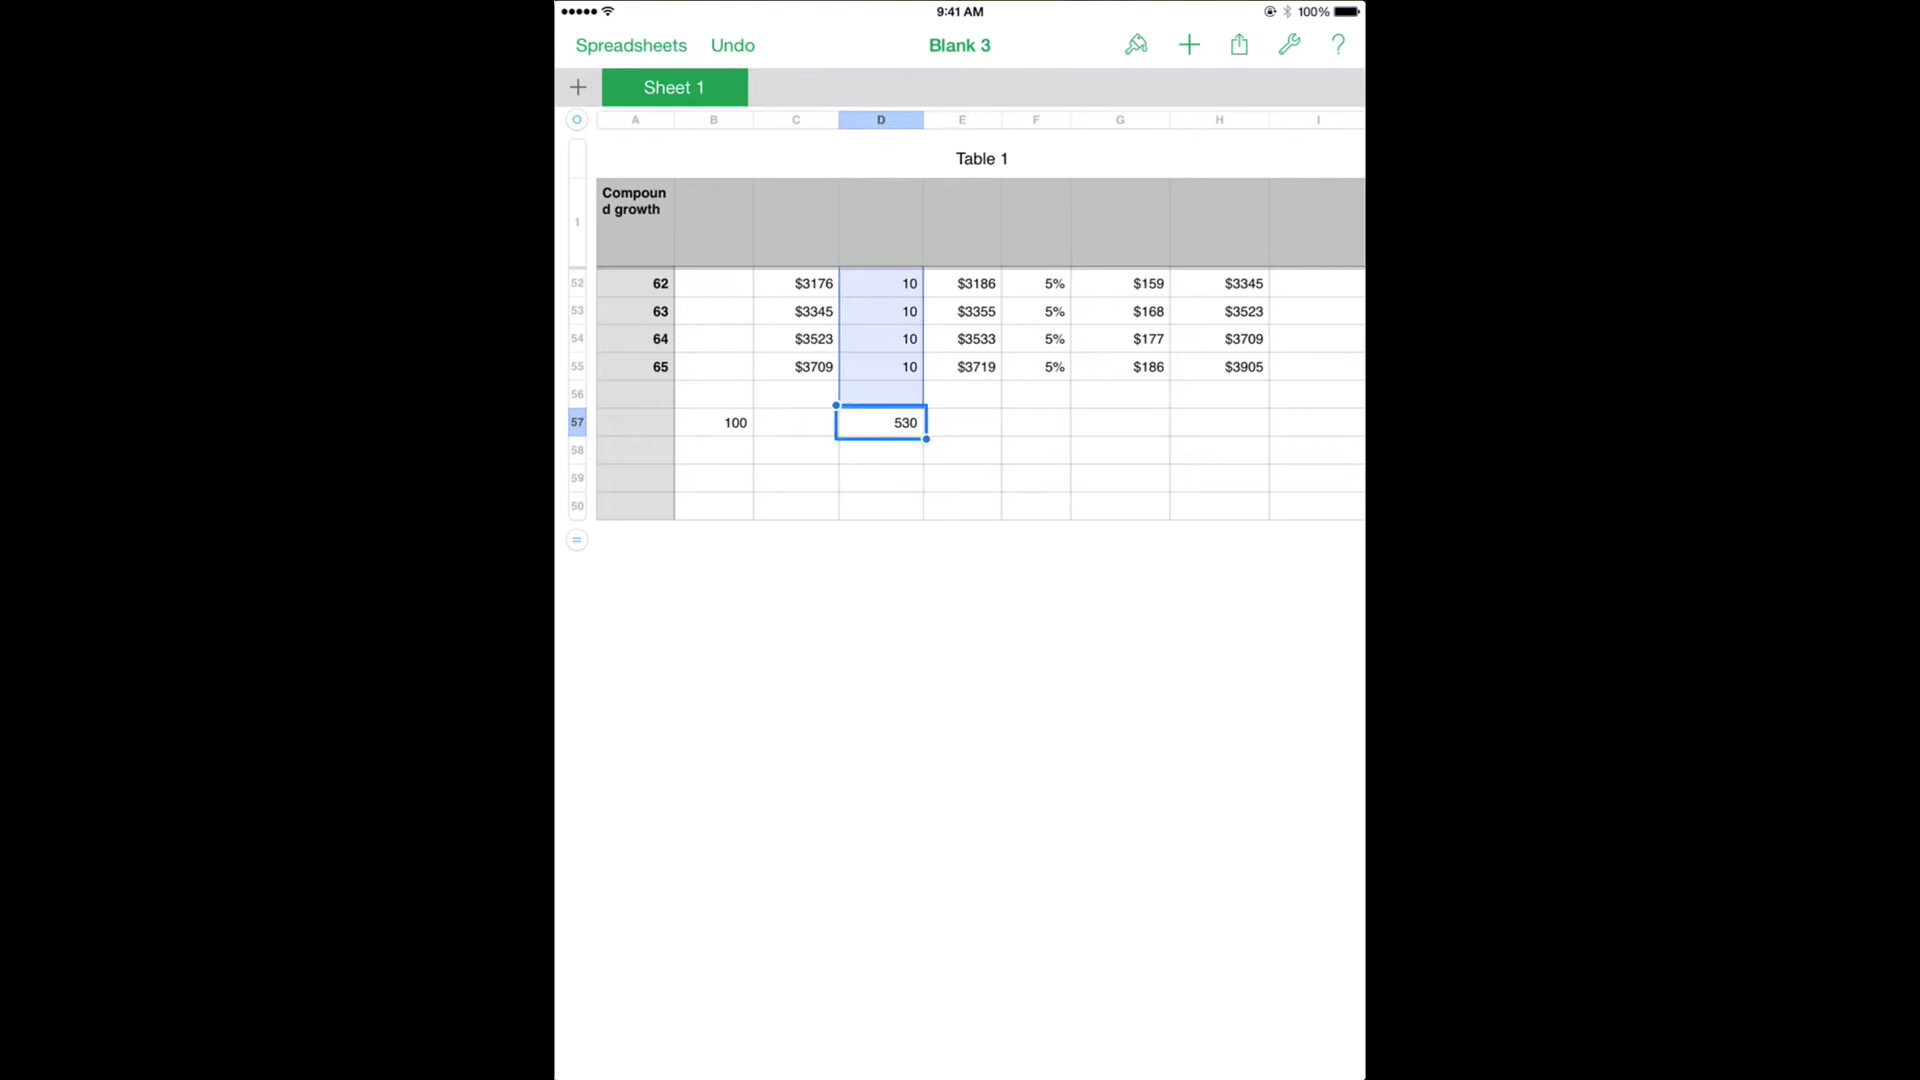 9:41 AM 100%
Spreadsheets Undo Blank 3 ?
Sheet 1
A B C D E F G H I
Table 1
1 Compoun
d growth
52 62 $3176 10 $3186 5% $159 $3345
53 63 $3345 10 $3355 5% $168 $3523
54 64 $3523 10 $3533 5% $177 $3709
55 65 $3709 10 $3719 5% $186 $3905
56
57 100 530
58
59
50